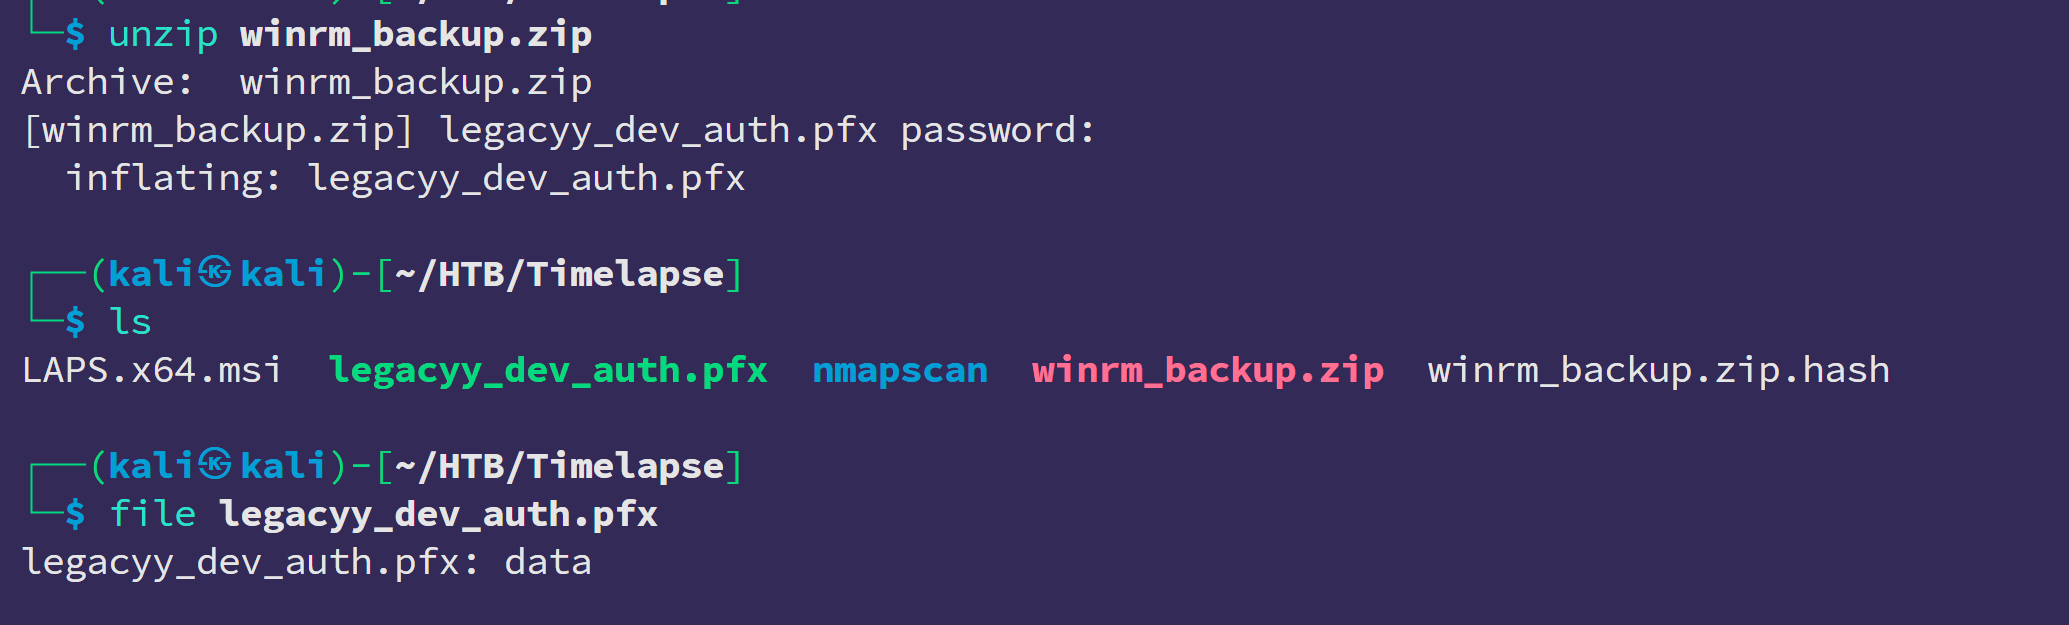 └─$ unzip winrm_backup.zip
Archive:  winrm_backup.zip
[winrm_backup.zip] legacyy_dev_auth.pfx password:
  inflating: legacyy_dev_auth.pfx
┌──(kali㉿kali)-[~/HTB/Timelapse]
└─$ ls
LAPS.x64.msi  legacyy_dev_auth.pfx  nmapscan  winrm_backup.zip  winrm_backup.zip.hash
┌──(kali㉿kali)-[~/HTB/Timelapse]
└─$ file legacyy_dev_auth.pfx
legacyy_dev_auth.pfx: data